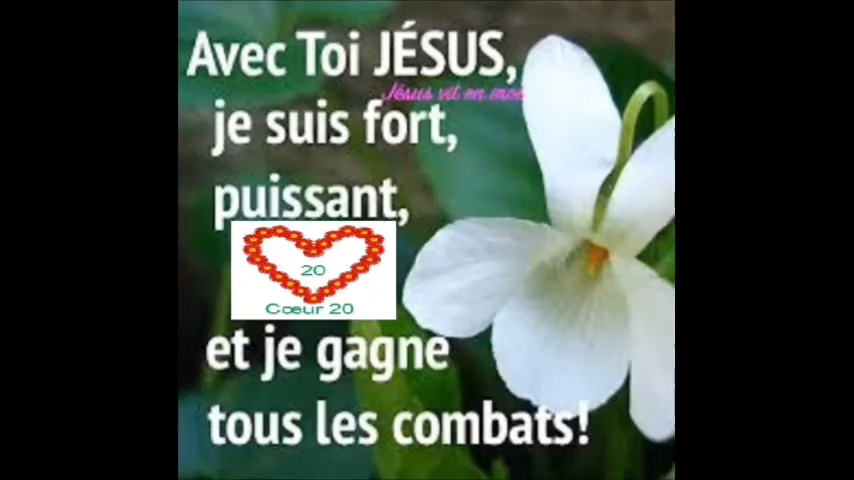 Avec Toi JÉSUS,
Jésus vit en moi
je suis fort,
puissant,
20
Cœur 20
et je gagne
tous les combats!